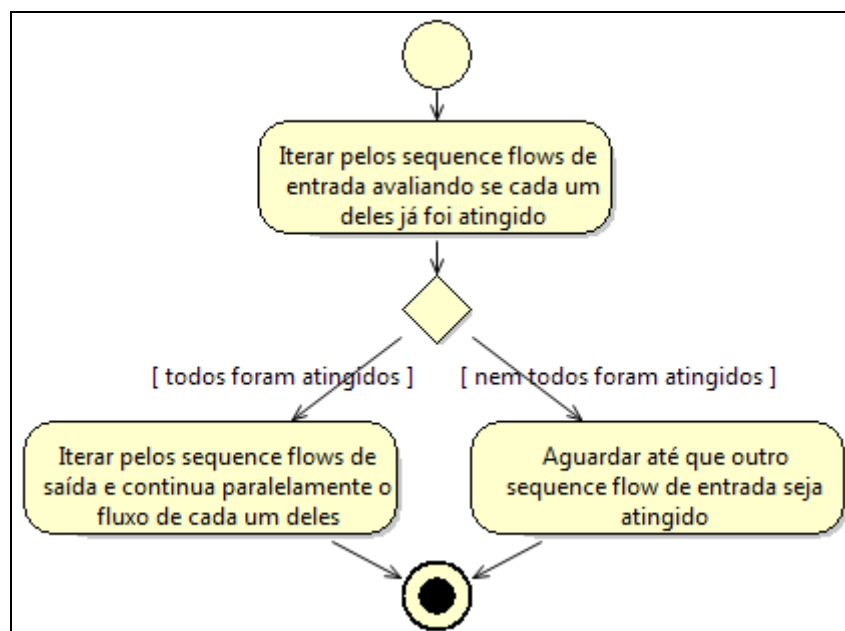 Iterar pelos sequence flows de
entrada avaliando se cada um
deles já foi atingido
[ todos foram atingidos ]
[ nem todos foram atingidos ]
Iterar pelos sequence flows de
saída e continua paralelamente o
fluxo de cada um deles
Aguardar até que outro
sequence flow de entrada seja
atingido